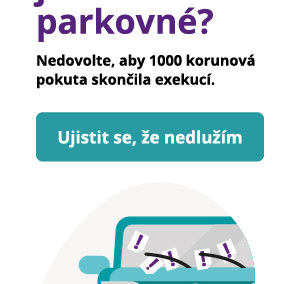 parkovné?
Nedovolte, aby 1000 korunová
pokuta skončila exekucí.
Ujistit se, že nedlužím
! ! ! ! !